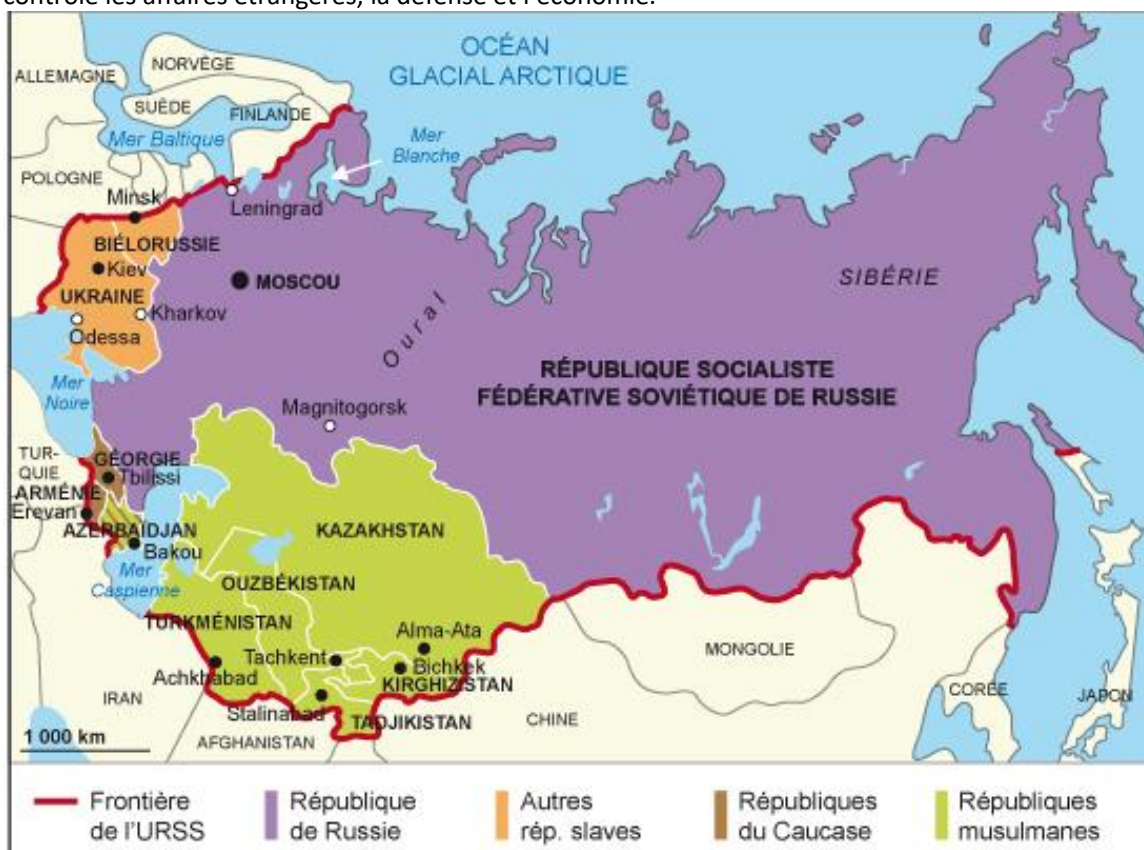 contrôle les affaires étrangères, la défense et l'économie.
OCÉAN
GLACIAL ARCTIQUE
NORVÈGE
ALLEMAGNE
SUÈDE
FINLANDE
Mer Baltique
Mer
Blanche
POLOGNE
Minsk
Leningrad
BIÉLORUSSIE
Kiev
MOSCOU
SIBÉRIE
UKRAINE
Kharkov
Odessa
Oural
RÉPUBLIQUE SOCIALISTE
FÉDÉRATIVE SOVIÉTIQUE DE RUSSIE
Mer
Noire
Magnitogorsk
TUR-
QUIE
GÉORGIE
Tbilissi
ARMÉNIE
Erevan
AZERBAÏDJAN
Bakou
KAZAKHSTAN
Mer
Caspienne
OUZBÉKISTAN
TURKMÉNISTAN
Alma-Ata
Tachkent
Bichkek
Achkhabad
KIRGHIZISTAN
MONGOLIE
IRAN
Stalinabad
TADJIKISTAN
CHINE
CORÉE
JAPON
AFGHANISTAN
1 000 km
Frontière
de l'URSS
République
de Russie
Autres
rép. slaves
Républiques
du Caucase
Républiques
musulmanes